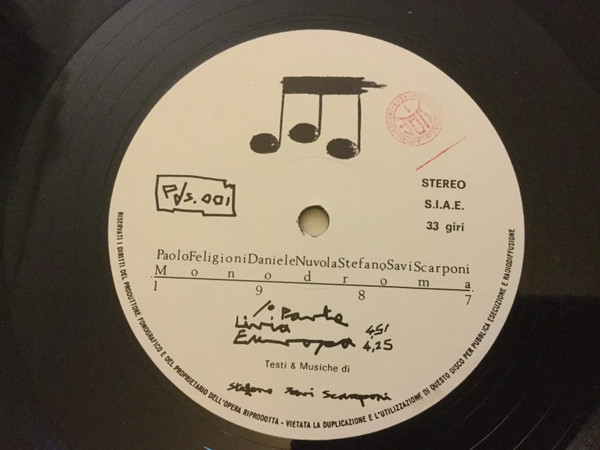 Pds. 001
STEREO
S.I.A.E.
33 giri
PaoloFeligioniDanieleNuvolaStefanoSaviScarponi
Monodroma
1987
1° Parte
Livia 4,51
Europa 4,25
Testi & Musiche di
Stefano Savi Scarponi
RISERVATI I DIRITTI DEL PRODUTTORE FONOGRAFICO E DEL PROPRIETARIO DELL'OPERA RIPRODOTTA - VIETATA LA DUPLICAZIONE E L'UTILIZZAZIONE DI QUESTO DISCO PER PUBBLICA ESECUZIONE E RADIODIFFUSIONE